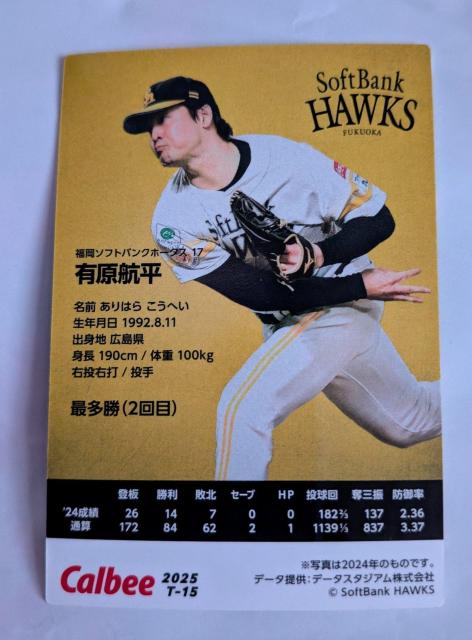 SoftBank
HAWKS
FUKUOKA
福岡ソフトバンクホークス 17
有原航平
名前 ありはら こうへい
生年月日 1992.8.11
出身地 広島県
身長 190cm / 体重 100kg
右投右打 / 投手
最多勝(2回目)
登板 勝利 敗北 セーブ HP 投球回 奪三振 防御率
'24成績 26 14 7 0 0 182⅔ 137 2.36
通算 172 84 62 2 1 1139⅓ 837 3.37
Calbee 2025
T-15
※写真は2024年のものです。
データ提供:データスタジアム株式会社
© SoftBank HAWKS